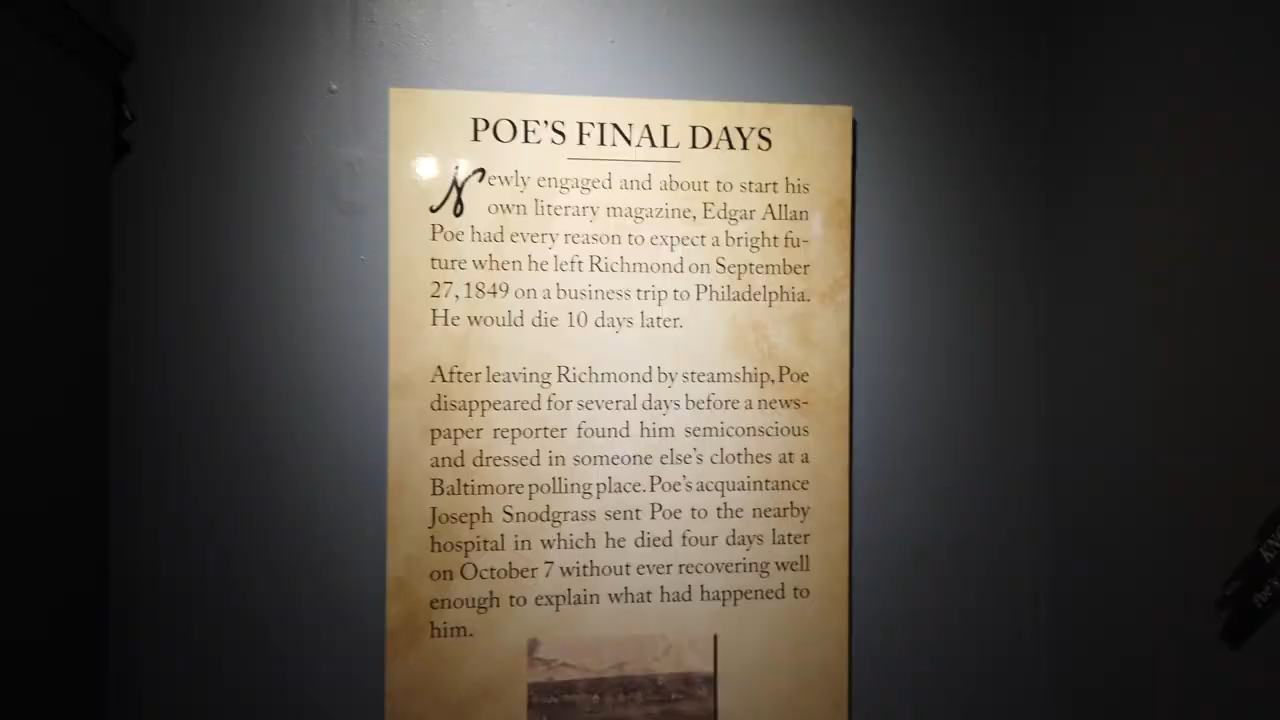 POE'S FINAL DAYS
Newly engaged and about to start his
own literary magazine, Edgar Allan
Poe had every reason to expect a bright fu-
ture when he left Richmond on September
27, 1849 on a business trip to Philadelphia.
He would die 10 days later.
After leaving Richmond by steamship, Poe
disappeared for several days before a news-
paper reporter found him semiconscious
and dressed in someone else's clothes at a
Baltimore polling place. Poe's acquaintance
Joseph Snodgrass sent Poe to the nearby
hospital in which he died four days later
on October 7 without ever recovering well
enough to explain what had happened to
him.